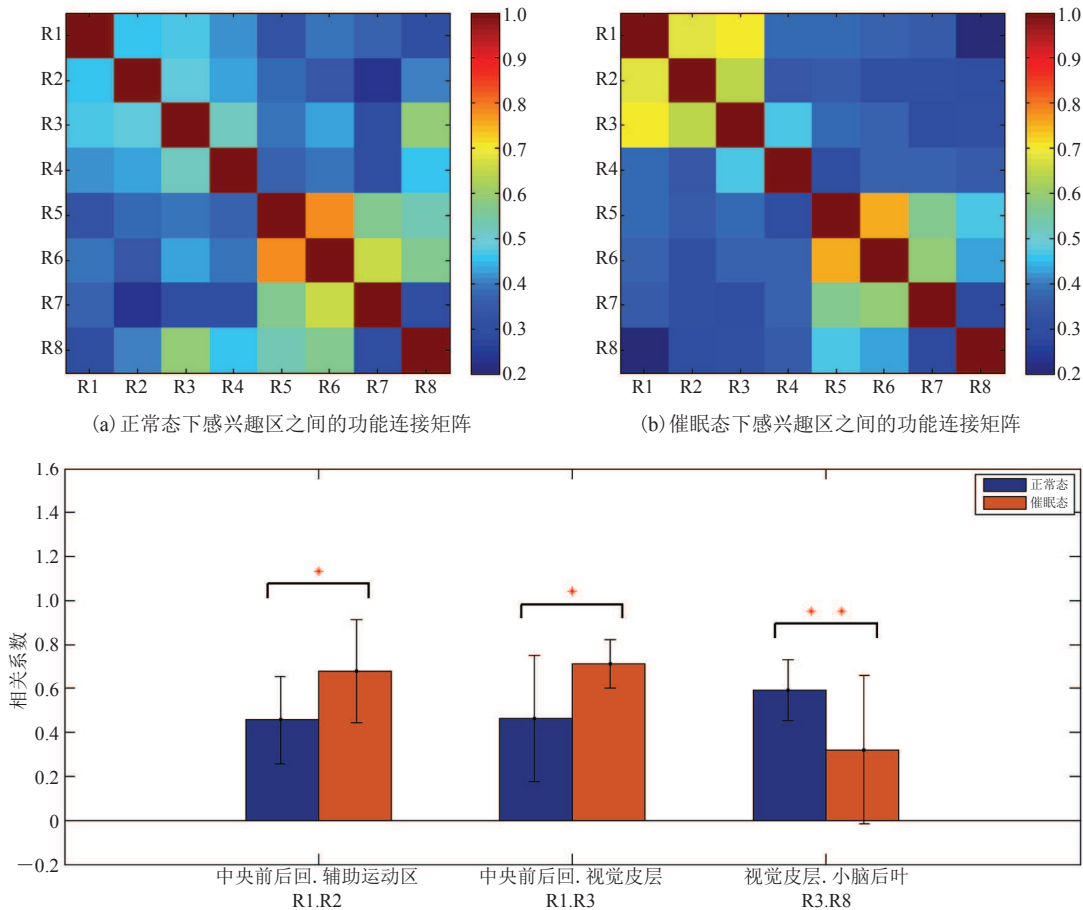 R1
R2
R3
R4
R5
R6
R7
R8
R1 R2 R3 R4 R5 R6 R7 R8
1.0
0.9
0.8
0.7
0.6
0.5
0.4
0.3
0.2
(a)正常态下感兴趣区之间的功能连接矩阵
R1
R2
R3
R4
R5
R6
R7
R8
R1 R2 R3 R4 R5 R6 R7 R8
1.0
0.9
0.8
0.7
0.6
0.5
0.4
0.3
0.2
(b)催眠态下感兴趣区之间的功能连接矩阵
相关系数
1.6
1.4
1.2
1.0
0.8
0.6
0.4
0.2
0
−0.2
正常态
催眠态
中央前后回.辅助运动区
R1.R2
中央前后回.视觉皮层
R1.R3
视觉皮层.小脑后叶
R3.R8